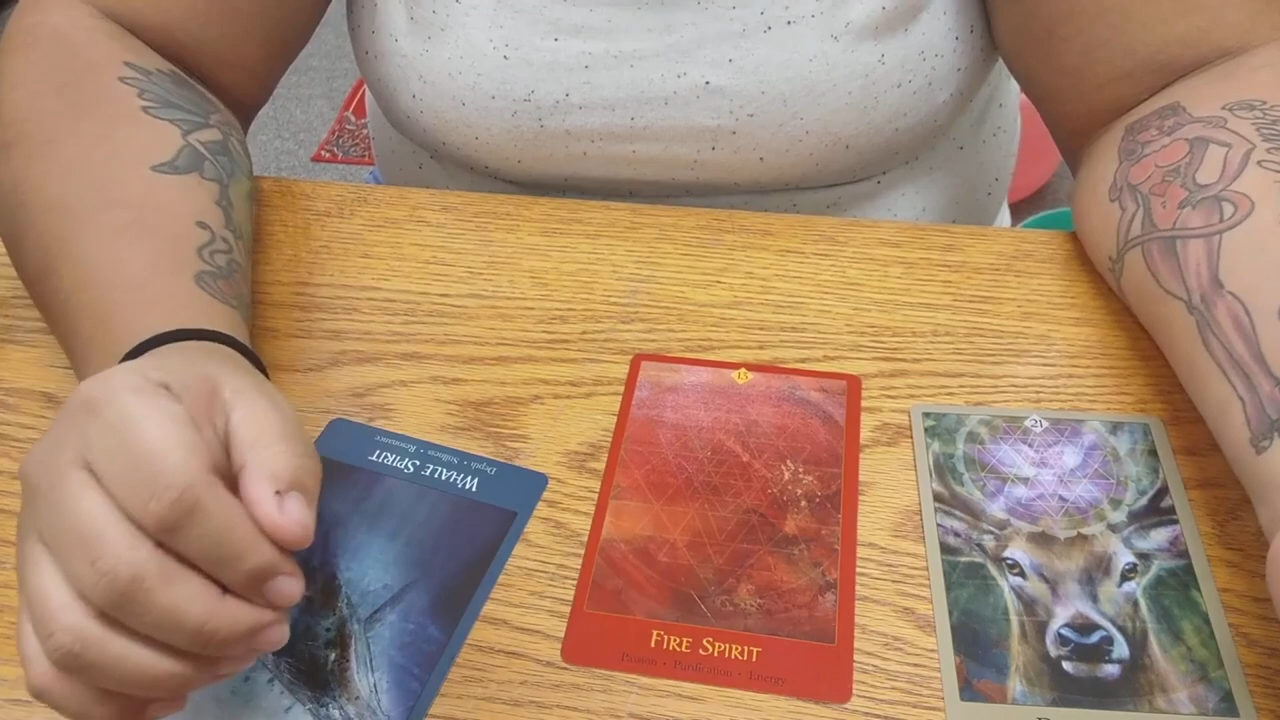 Depth • Stillness • Resonance
WHALE SPIRIT
13
FIRE SPIRIT
Passion • Purification • Energy
21